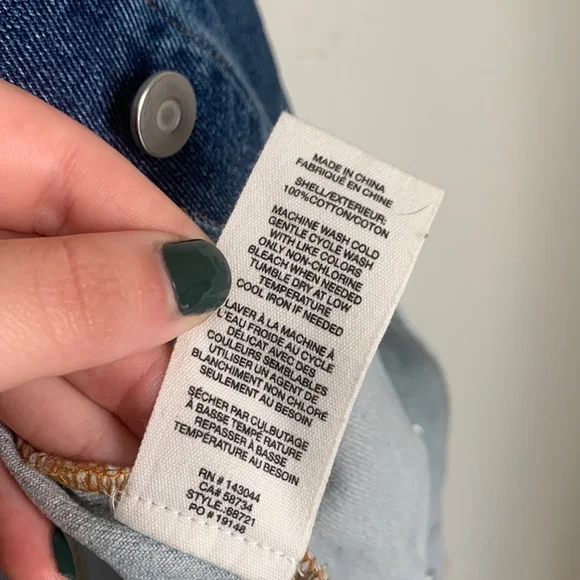 MADE IN CHINA
FABRIQUÉ EN CHINE
SHELL/EXTERIEUR:
100%COTTON/COTON
MACHINE WASH COLD
GENTLE CYCLE WASH
WITH LIKE COLORS
ONLY NON-CHLORINE
BLEACH WHEN NEEDED
TUMBLE DRY AT LOW
TEMPERATURE
COOL IRON IF NEEDED
LAVER À LA MACHINE À
L'EAU FROIDE AU CYCLE
DÉLICAT AVEC DES
COULEURS SEMBLABLES
UTILISER UN AGENT DE
BLANCHIMENT NON CHLORÉ
SEULEMENT AU BESOIN
SÉCHER PAR CULBUTAGE
À BASSE TEMPÉ RATURE
REPASSER À BASSE
TEMPÉRATURE AU BESOIN
RN # 143044
CA# 58734
STYLE.:68721
PO # 19148